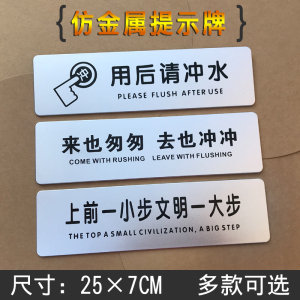 {仿金属提示牌}
用后请冲水
PLEASE FLUSH AFTER USE
来也匆匆 去也冲冲
COME WITH RUSHING LEAVE WITH FLUSHING
上前一小步文明一大步
THE TOP A SMALL CIVILIZATION, A BIG STEP
尺寸：25×7CM 多款可选